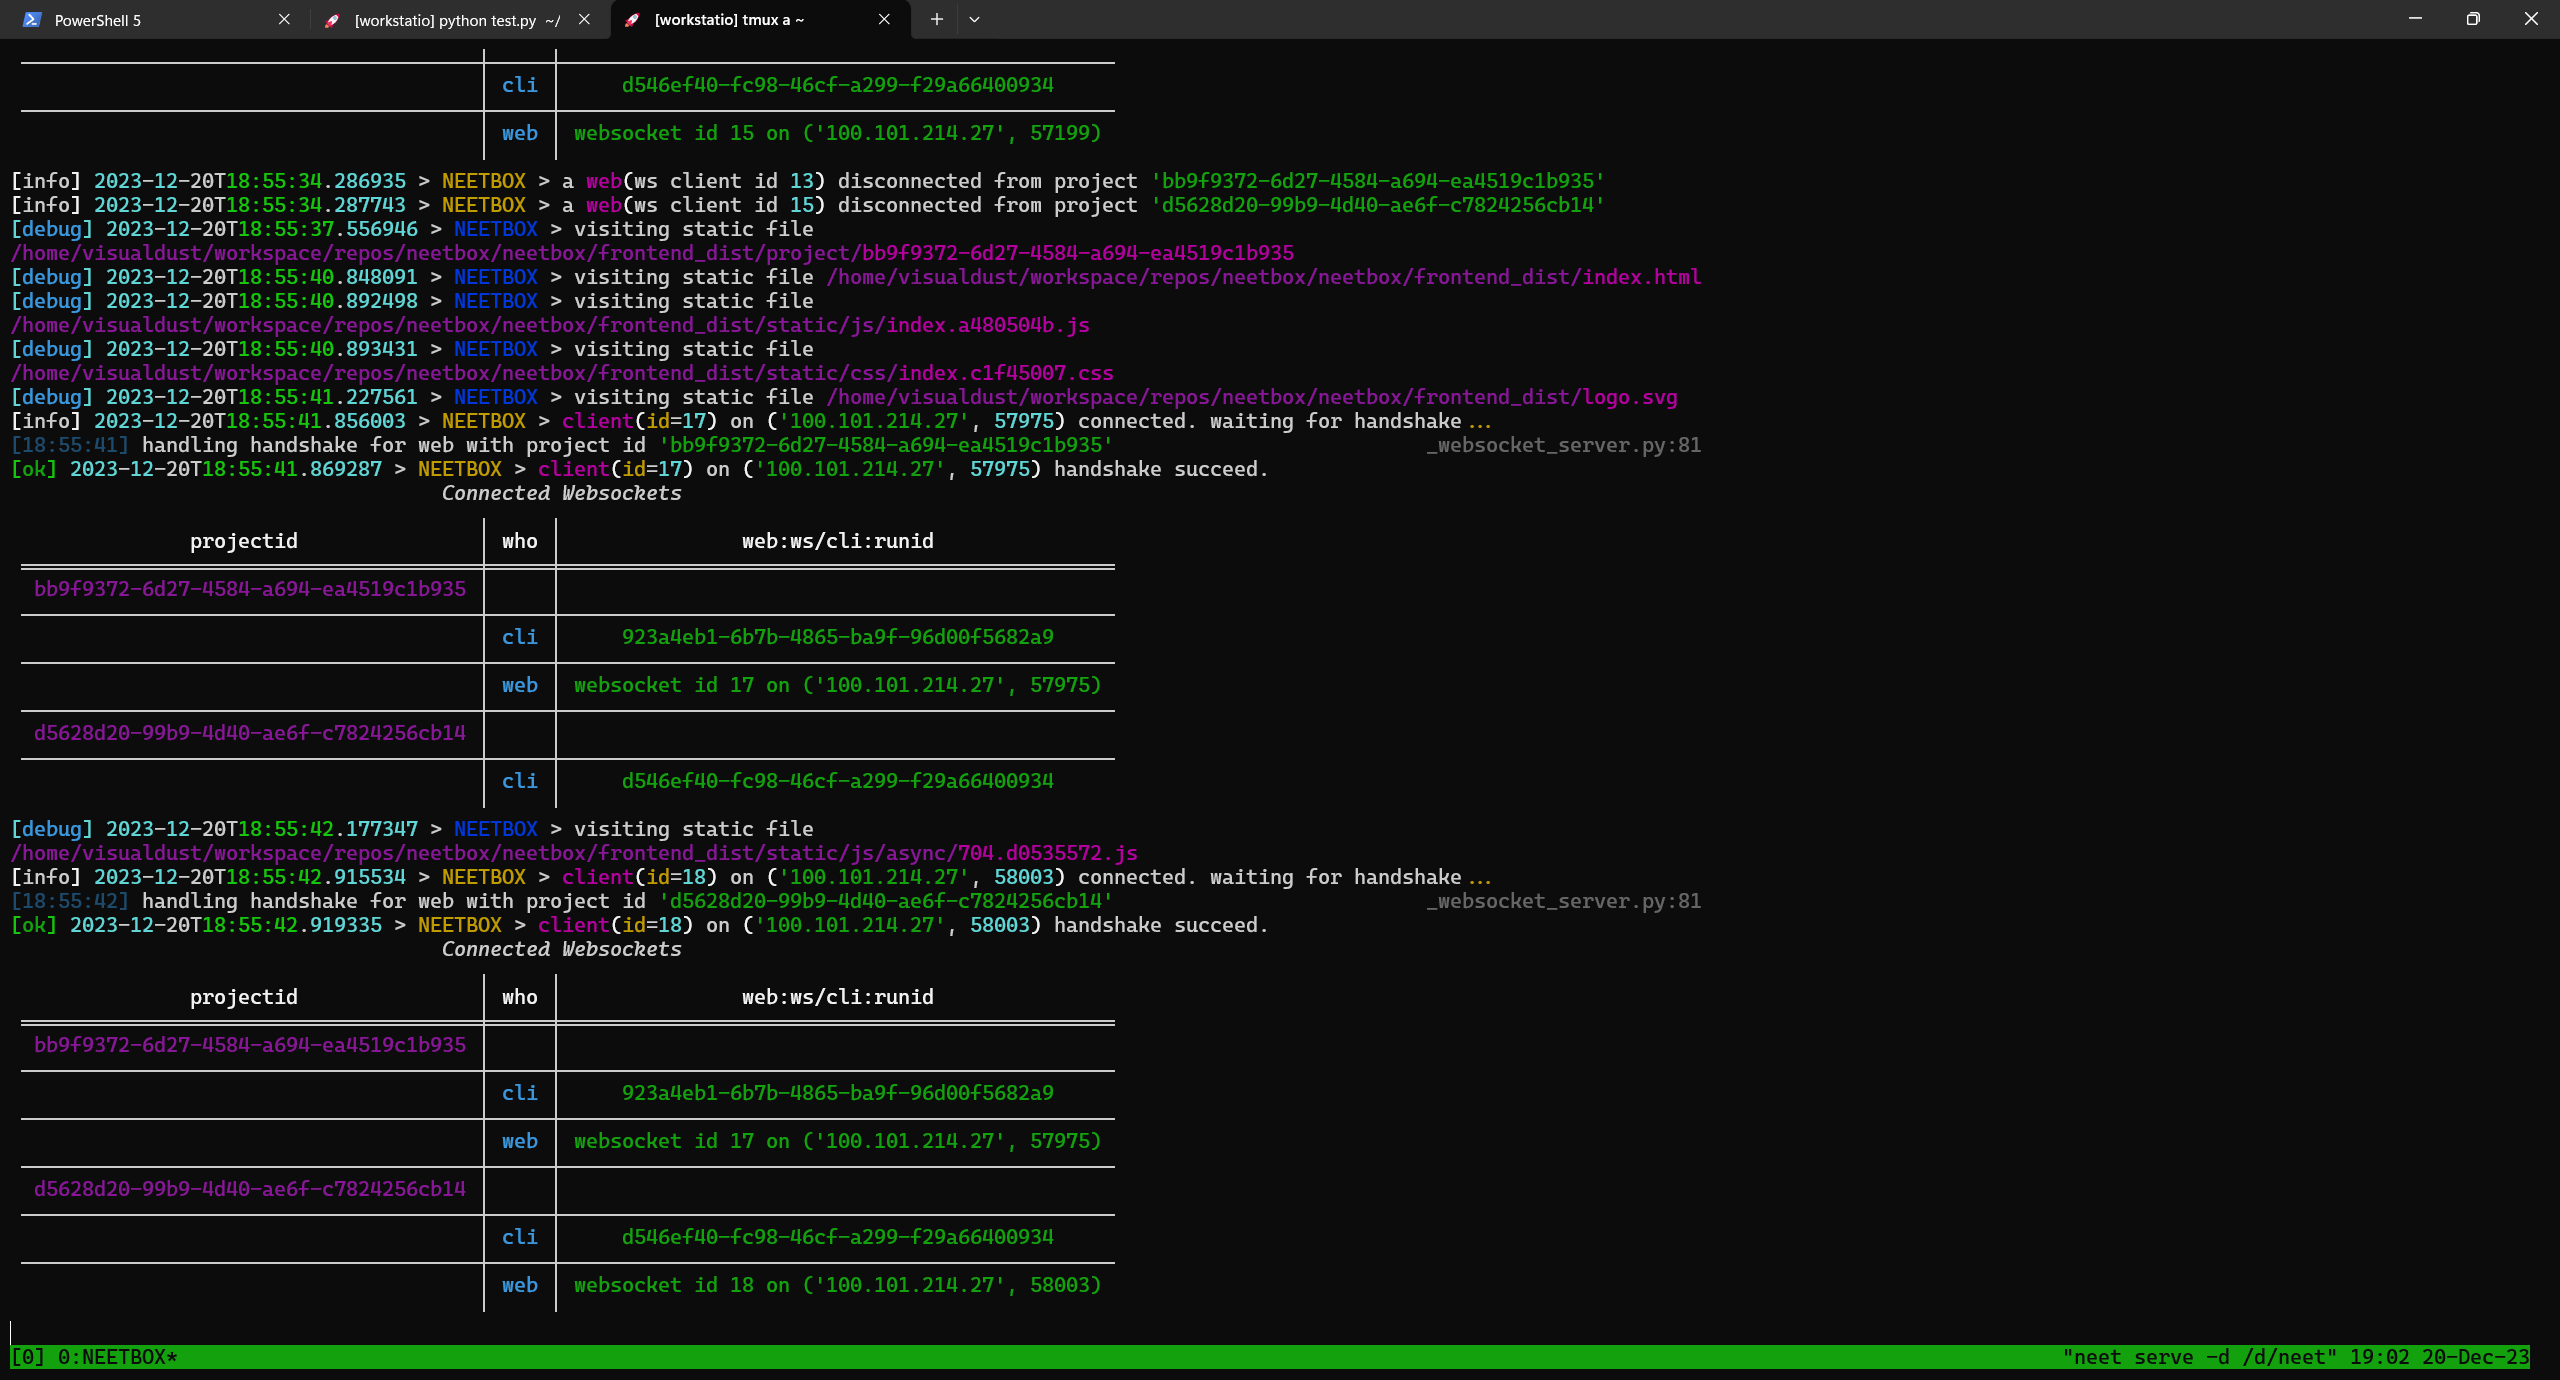 PowerShell 5
[workstatio] python test.py ~/
[workstatio] tmux a ~
cli d546ef40-fc98-46cf-a299-f29a66400934
web websocket id 15 on ('100.101.214.27', 57199)
[info] 2023-12-20T18:55:34.286935 > NEETBOX > a web(ws client id 13) disconnected from project 'bb9f9372-6d27-4584-a694-ea4519c1b935'
[info] 2023-12-20T18:55:34.287743 > NEETBOX > a web(ws client id 15) disconnected from project 'd5628d20-99b9-4d40-ae6f-c7824256cb14'
[debug] 2023-12-20T18:55:37.556946 > NEETBOX > visiting static file
/home/visualdust/workspace/repos/neetbox/neetbox/frontend_dist/project/bb9f9372-6d27-4584-a694-ea4519c1b935
[debug] 2023-12-20T18:55:40.848091 > NEETBOX > visiting static file /home/visualdust/workspace/repos/neetbox/neetbox/frontend_dist/index.html
[debug] 2023-12-20T18:55:40.892498 > NEETBOX > visiting static file
/home/visualdust/workspace/repos/neetbox/neetbox/frontend_dist/static/js/index.a480504b.js
[debug] 2023-12-20T18:55:40.893431 > NEETBOX > visiting static file
/home/visualdust/workspace/repos/neetbox/neetbox/frontend_dist/static/css/index.c1f45007.css
[debug] 2023-12-20T18:55:41.227561 > NEETBOX > visiting static file /home/visualdust/workspace/repos/neetbox/neetbox/frontend_dist/logo.svg
[info] 2023-12-20T18:55:41.856003 > NEETBOX > client(id=17) on ('100.101.214.27', 57975) connected. waiting for handshake...
[18:55:41] handling handshake for web with project id 'bb9f9372-6d27-4584-a694-ea4519c1b935' _websocket_server.py:81
[ok] 2023-12-20T18:55:41.869287 > NEETBOX > client(id=17) on ('100.101.214.27', 57975) handshake succeed.
Connected Websockets
projectid who web:ws/cli:runid
bb9f9372-6d27-4584-a694-ea4519c1b935
cli 923a4eb1-6b7b-4865-ba9f-96d00f5682a9
web websocket id 17 on ('100.101.214.27', 57975)
d5628d20-99b9-4d40-ae6f-c7824256cb14
cli d546ef40-fc98-46cf-a299-f29a66400934
[debug] 2023-12-20T18:55:42.177347 > NEETBOX > visiting static file
/home/visualdust/workspace/repos/neetbox/neetbox/frontend_dist/static/js/async/704.d0535572.js
[info] 2023-12-20T18:55:42.915534 > NEETBOX > client(id=18) on ('100.101.214.27', 58003) connected. waiting for handshake...
[18:55:42] handling handshake for web with project id 'd5628d20-99b9-4d40-ae6f-c7824256cb14' _websocket_server.py:81
[ok] 2023-12-20T18:55:42.919335 > NEETBOX > client(id=18) on ('100.101.214.27', 58003) handshake succeed.
Connected Websockets
projectid who web:ws/cli:runid
bb9f9372-6d27-4584-a694-ea4519c1b935
cli 923a4eb1-6b7b-4865-ba9f-96d00f5682a9
web websocket id 17 on ('100.101.214.27', 57975)
d5628d20-99b9-4d40-ae6f-c7824256cb14
cli d546ef40-fc98-46cf-a299-f29a66400934
web websocket id 18 on ('100.101.214.27', 58003)
[0] 0:NEETBOX* "neet serve -d /d/neet" 19:02 20-Dec-23